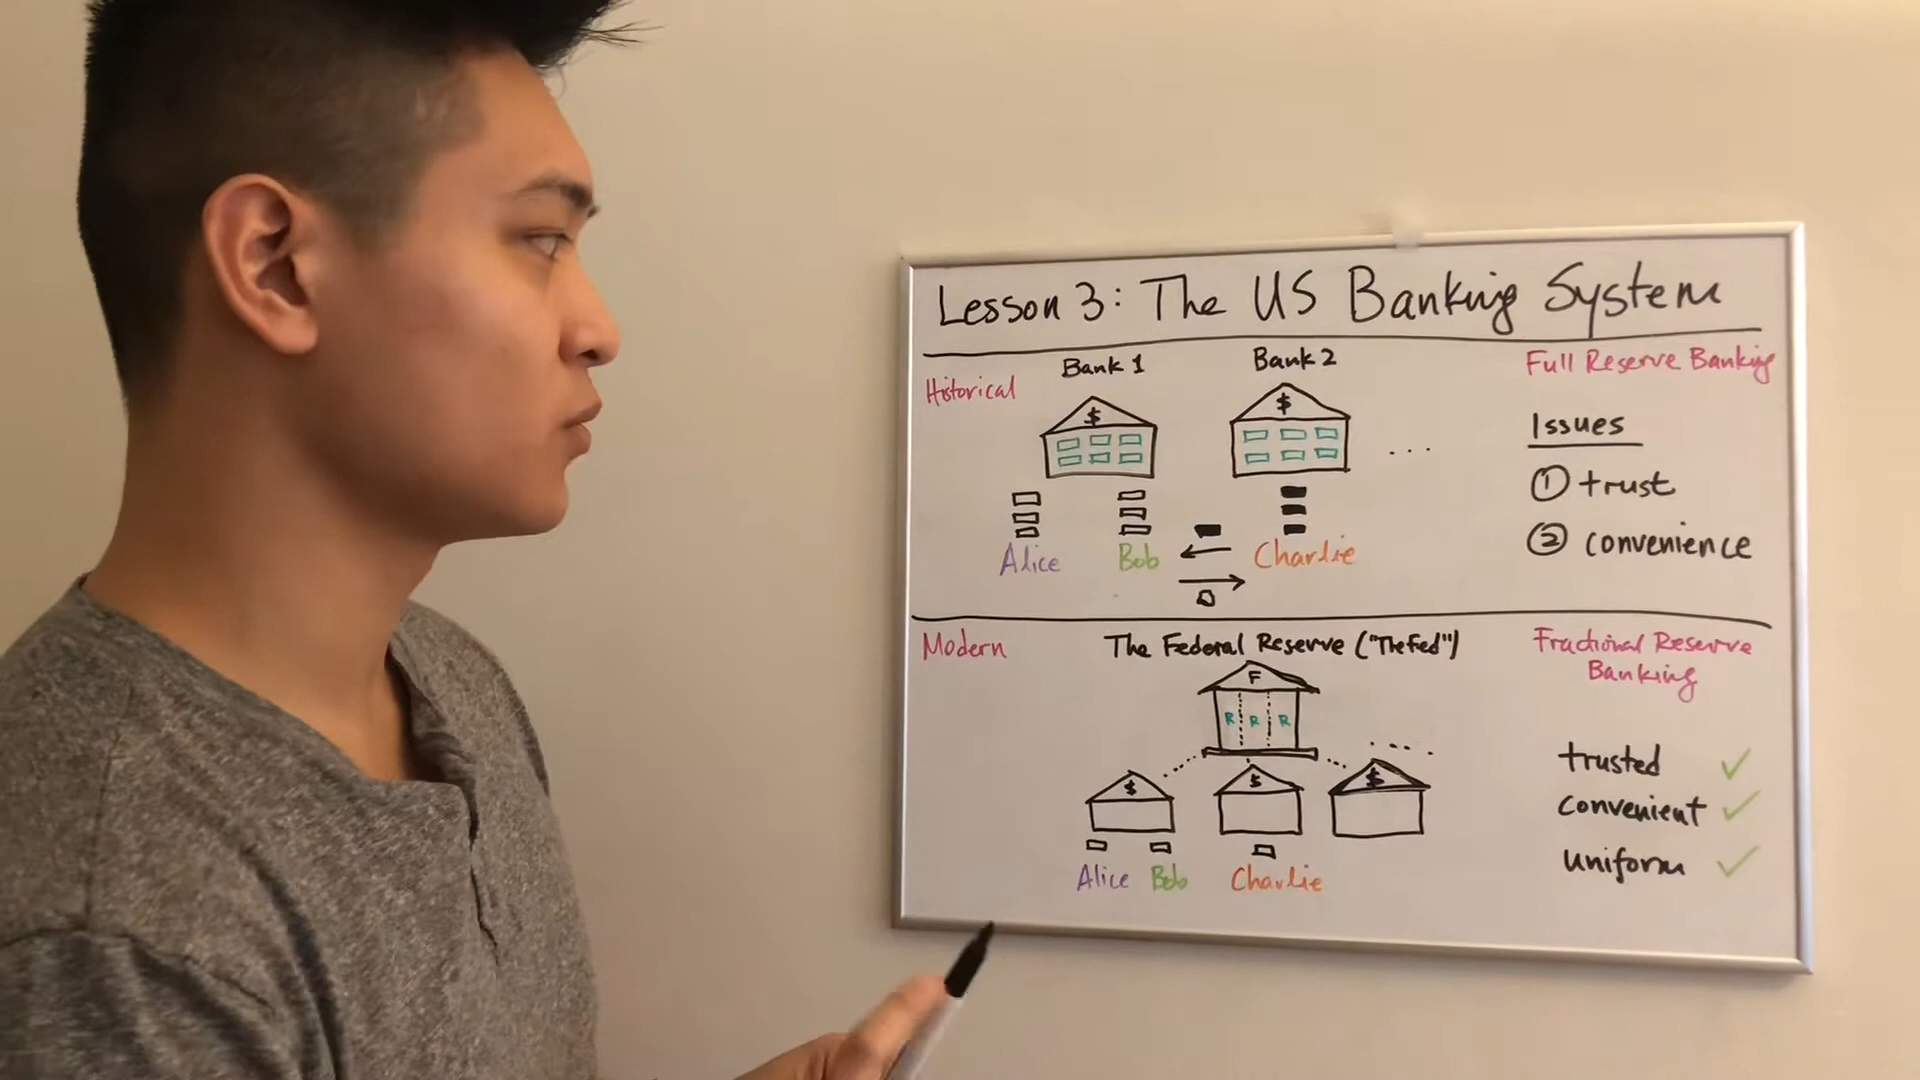 Lesson 3: The US Banking System
Historical
Bank 1
Bank 2
Full Reserve Banking
$
$
Issues
① trust
② convenience
. . .
Alice
Bob
Charlie
Modern
The Federal Reserve ("The Fed")
Fractional Reserve
Banking
F
R R R
$
$
$
trusted ✓
convenient ✓
uniform ✓
Alice
Bob
Charlie